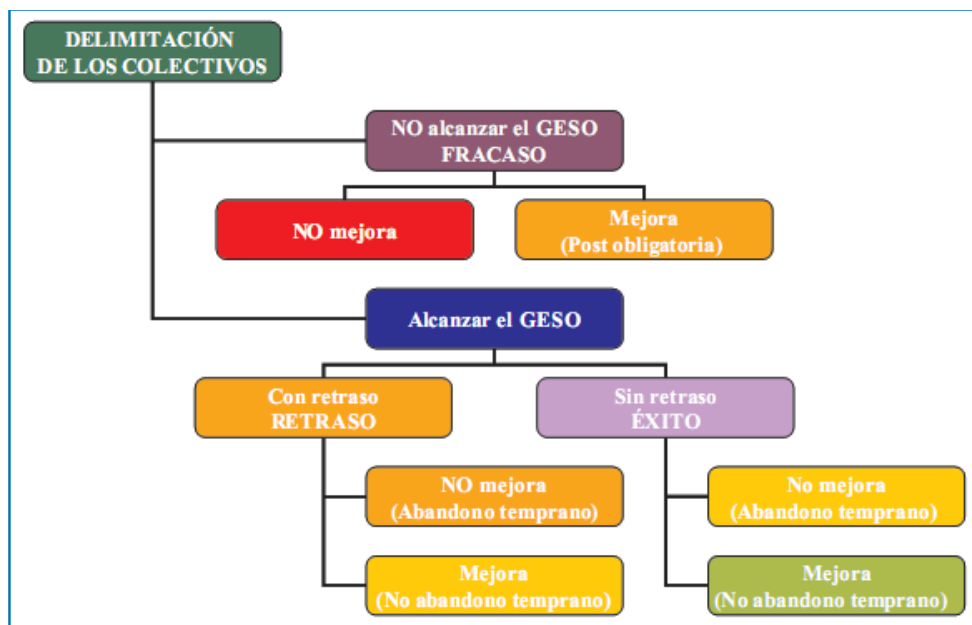 DELIMITACIÓN
DE LOS COLECTIVOS
NO alcanzar el GESO
FRACASO
NO mejora
Mejora
(Post obligatoria)
Alcanzar el GESO
Con retraso
RETRASO
Sin retraso
ÉXITO
NO mejora
(Abandono temprano)
No mejora
(Abandono temprano)
Mejora
(No abandono temprano)
Mejora
(No abandono temprano)